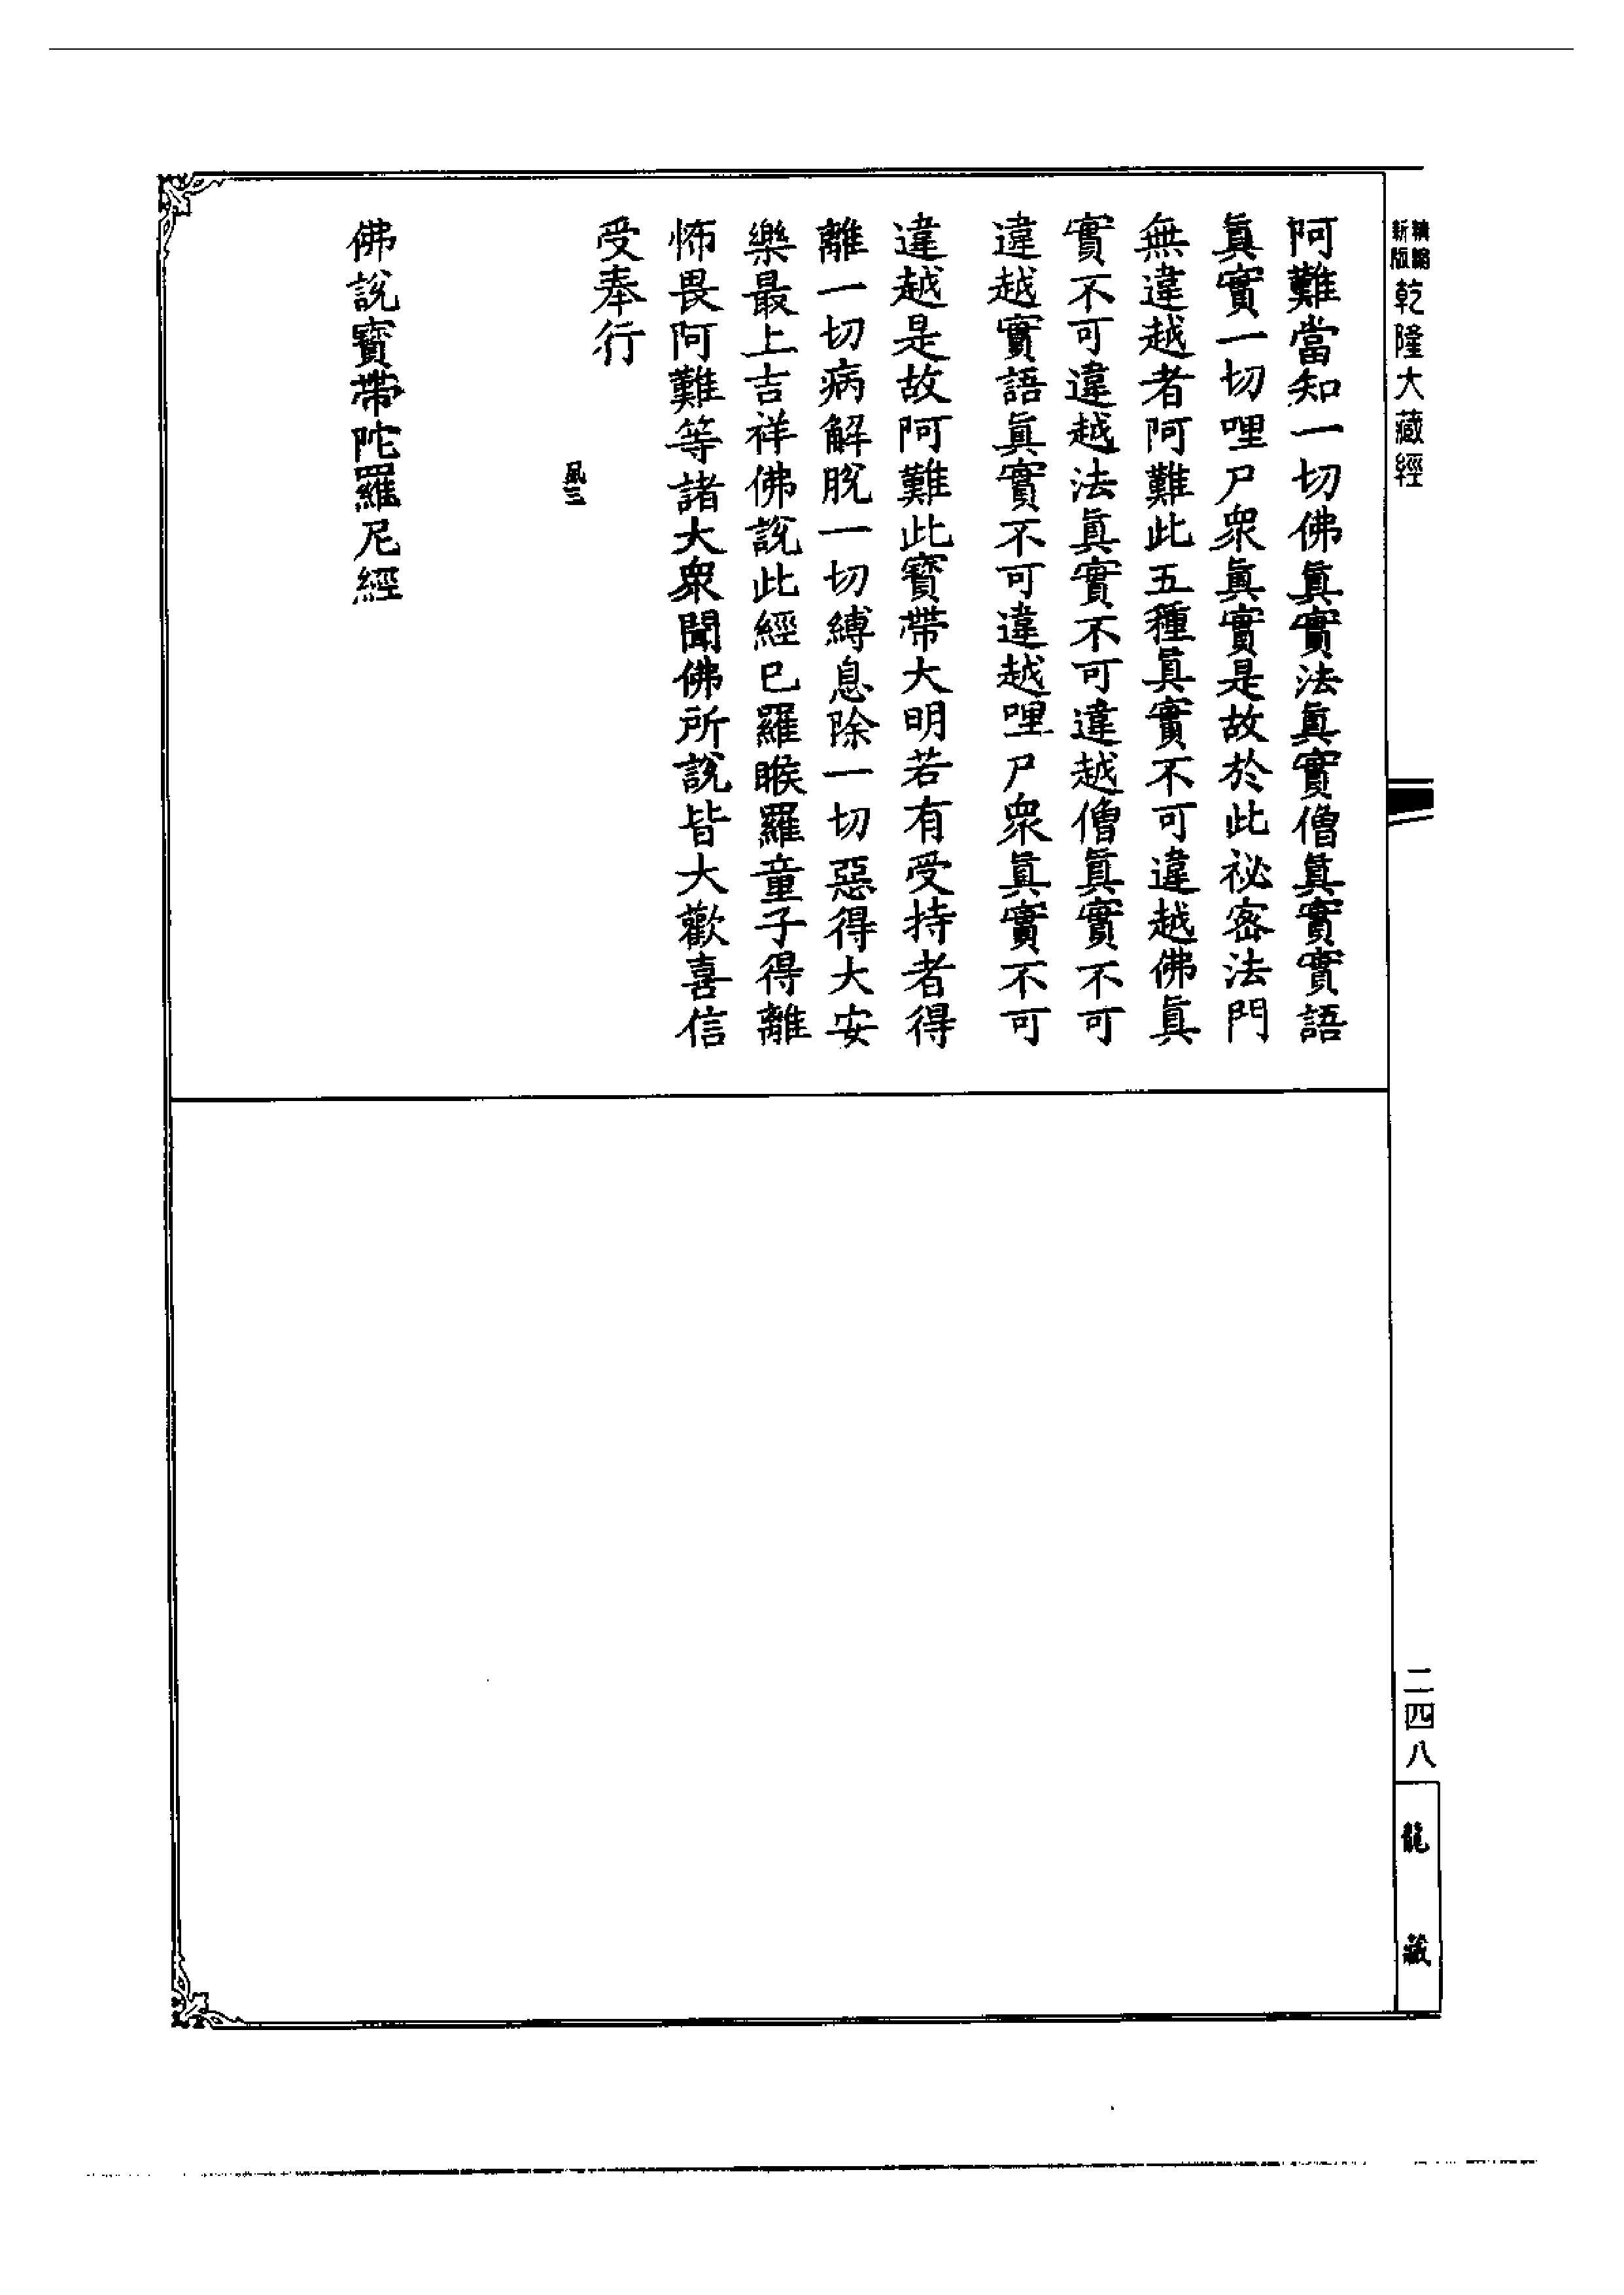 新版
精縮
乾隆大藏經
阿難當知一切佛眞實法眞實僧眞實實語
眞實一切哩尸衆眞實是故於此祕密法門
無違越者阿難此五種眞實不可違越佛眞
實不可違越法眞實不可違越僧眞實不可
違越實語眞實不可違越哩尸衆眞實不可
違越是故阿難此寳帶大明若有受持者得
離一切病解脫一切縛息除一切惡得大安
樂最上吉祥佛說此經已羅睺羅童子得離
怖畏阿難等諸大衆聞佛所說皆大歡喜信
受奉行
風三
佛說寳帶陀羅尼經
二四八
龍藏